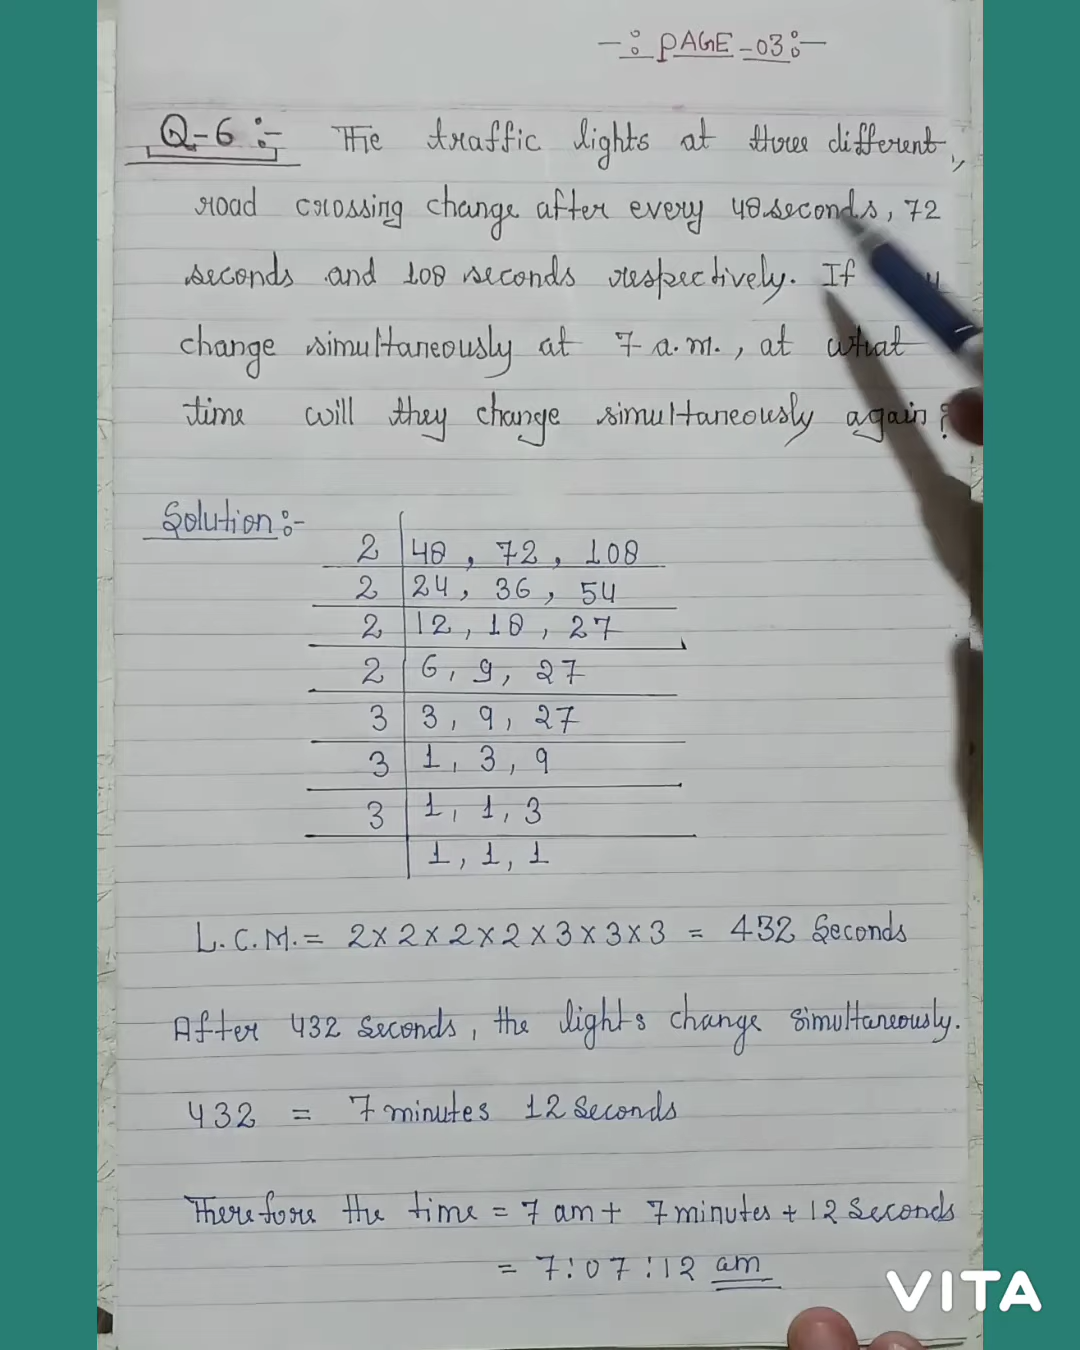 -: PAGE-03:-
Q-6:- The traffic lights at three different
road crossing change after every 48 seconds, 72
seconds and 108 seconds respectively. If
change simultaneously at 7 a.m., at what
time will they change simultaneously again?
Solution:-
2 | 48, 72, 108
2 | 24, 36, 54
2 | 12, 18, 27
2 | 6, 9, 27
3 | 3, 9, 27
3 | 1, 3, 9
3 | 1, 1, 3
| 1, 1, 1
L.C.M. = 2×2×2×2×3×3×3 = 432 Seconds
After 432 seconds, the lights change simultaneously.
432 = 7 minutes 12 Seconds
Therefore the time = 7 am + 7 minutes + 12 Seconds
= 7:07:12 am
VITA